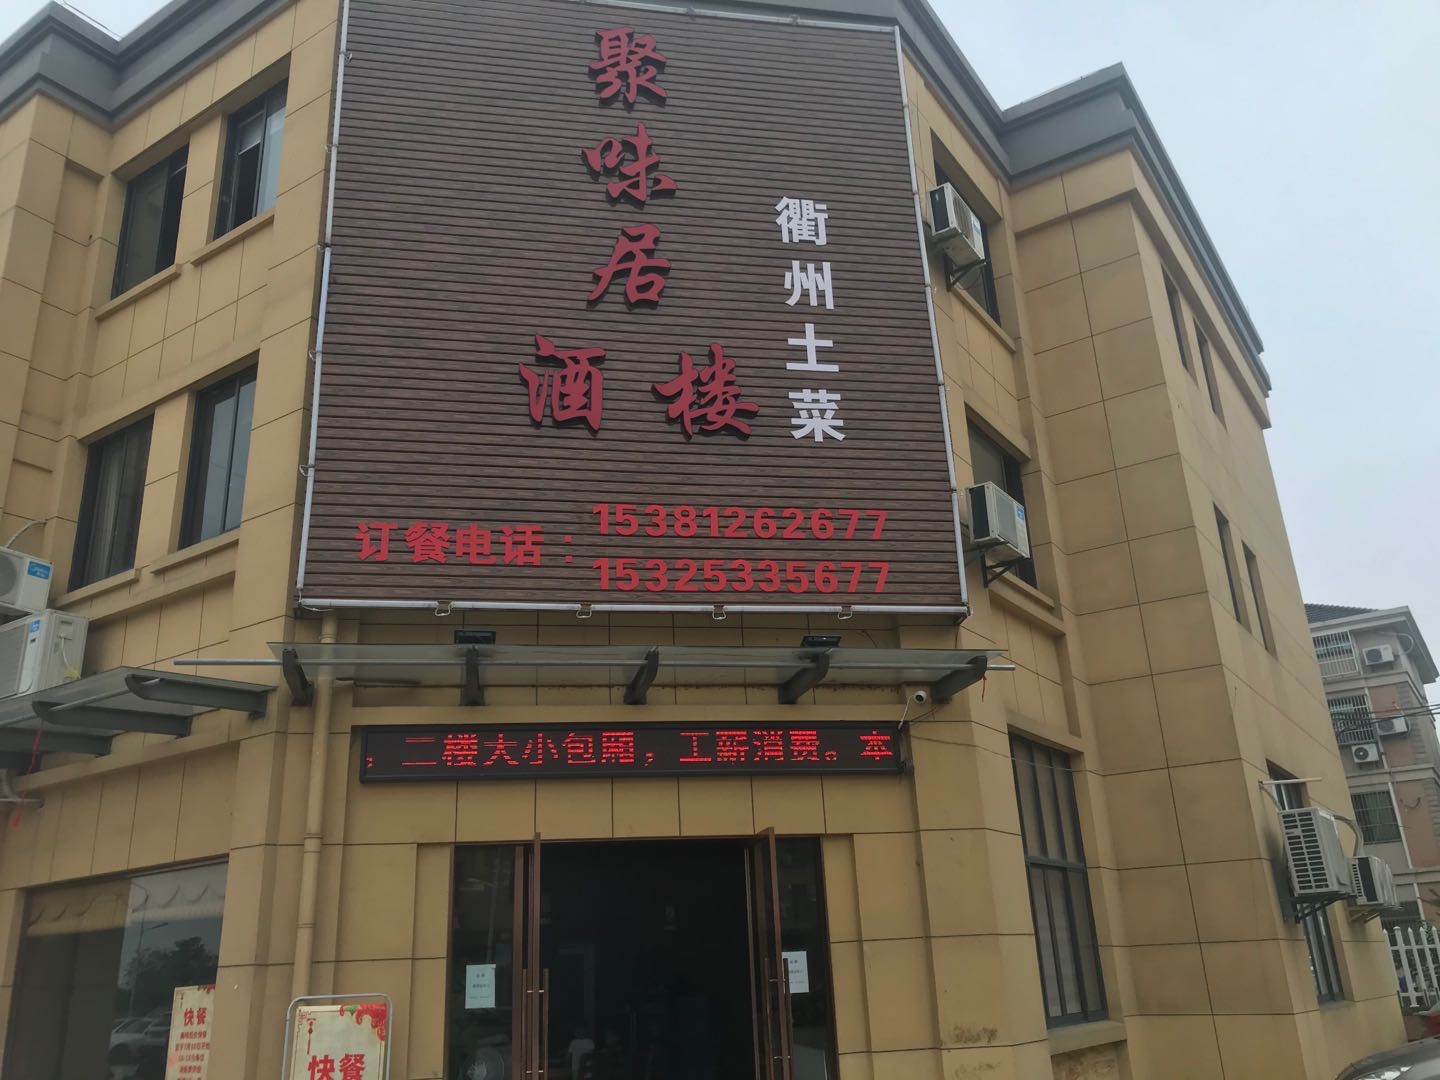 聚味居
酒楼
衢州土菜
订餐电话：
15381262677
15325335677
，二楼大小包厢，工薪消费。本
快餐
快餐